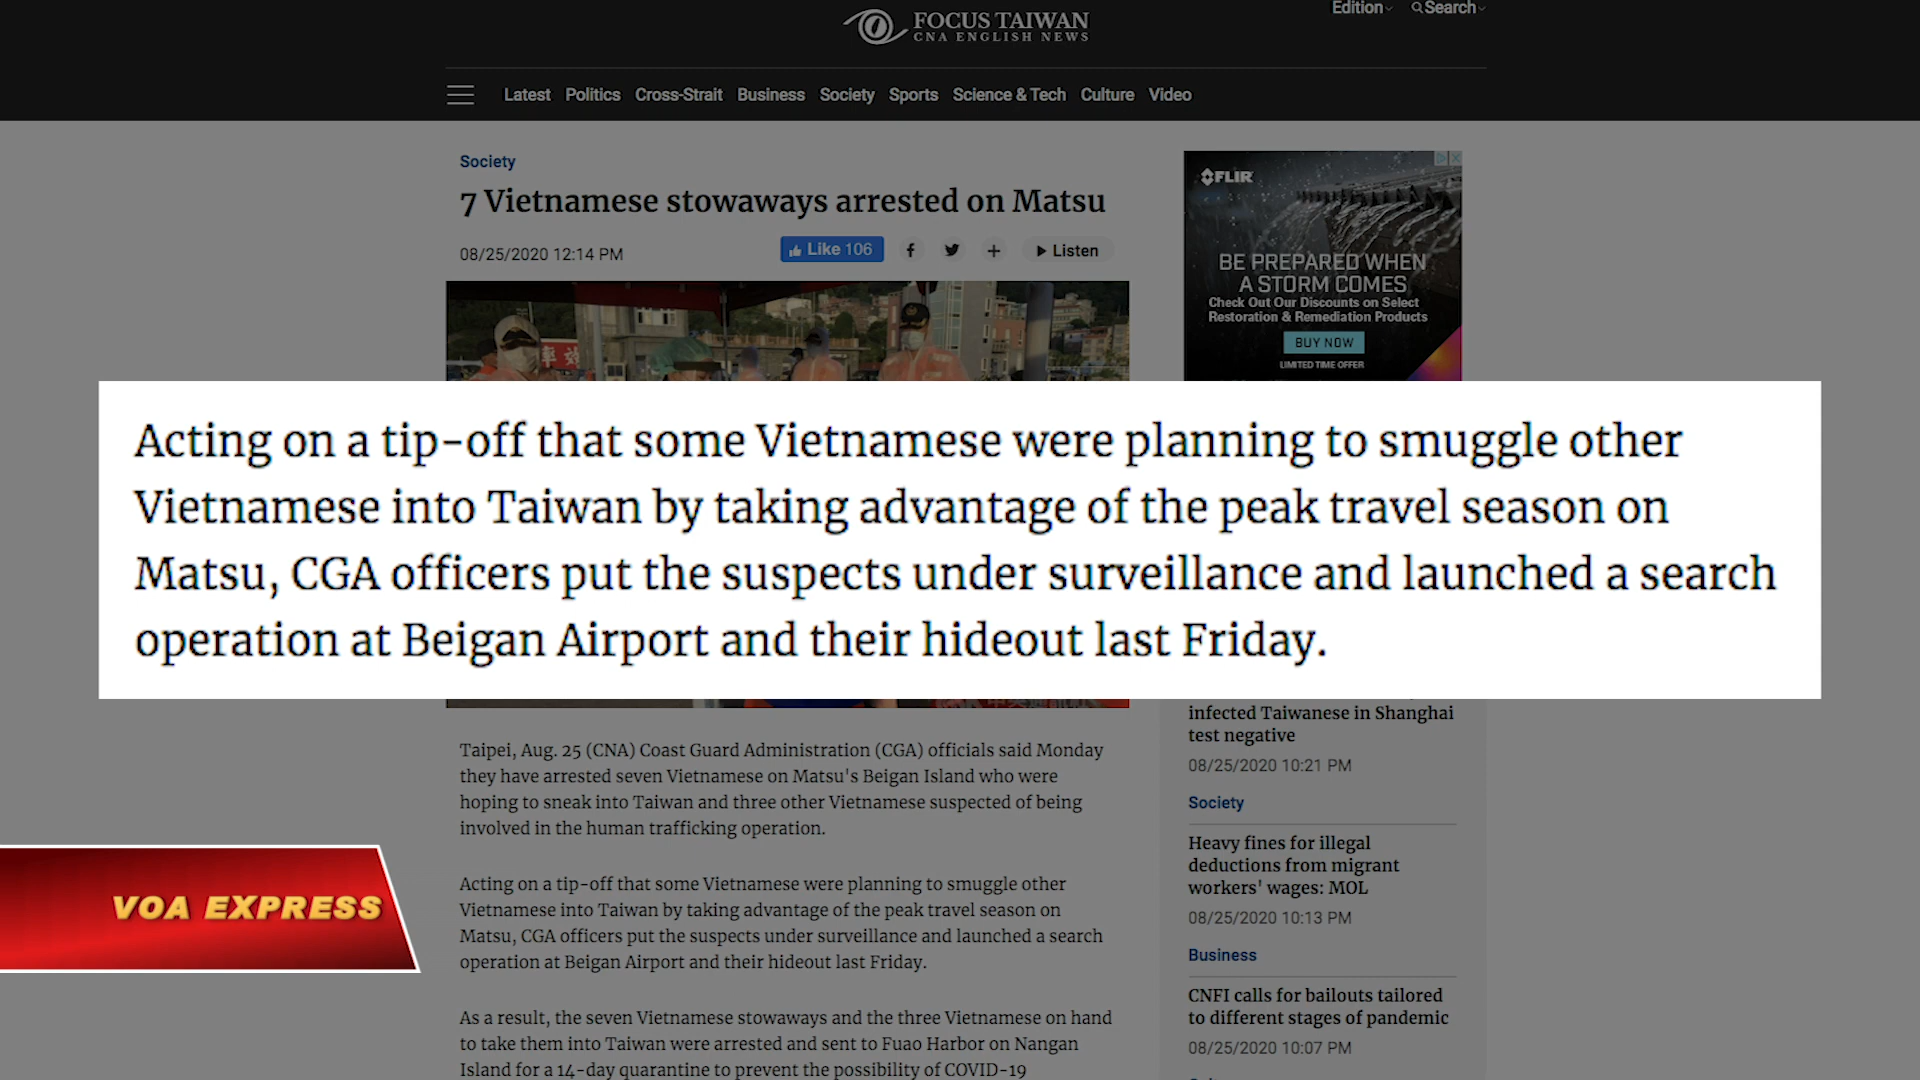 FOCUS TAIWAN
CNA ENGLISH NEWS
Edition
Search
Latest Politics Cross-Strait Business Society Sports Science & Tech Culture Video
Society
7 Vietnamese stowaways arrested on Matsu
08/25/2020 12:14 PM
Like 106
Listen
FLIR
BE PREPARED WHEN
A STORM COMES
Check Out Our Discounts on Select
Restoration & Remediation Products
BUY NOW
LIMITED TIME OFFER
Acting on a tip-off that some Vietnamese were planning to smuggle other
Vietnamese into Taiwan by taking advantage of the peak travel season on
Matsu, CGA officers put the suspects under surveillance and launched a search
operation at Beigan Airport and their hideout last Friday.
Taipei, Aug. 25 (CNA) Coast Guard Administration (CGA) officials said Monday
they have arrested seven Vietnamese on Matsu's Beigan Island who were
hoping to sneak into Taiwan and three other Vietnamese suspected of being
involved in the human trafficking operation.
Acting on a tip-off that some Vietnamese were planning to smuggle other
Vietnamese into Taiwan by taking advantage of the peak travel season on
Matsu, CGA officers put the suspects under surveillance and launched a search
operation at Beigan Airport and their hideout last Friday.
As a result, the seven Vietnamese stowaways and the three Vietnamese on hand
to take them into Taiwan were arrested and sent to Fuao Harbor on Nangan
Island for a 14-day quarantine to prevent the possibility of COVID-19
infected Taiwanese in Shanghai
test negative
08/25/2020 10:21 PM
Society
Heavy fines for illegal
deductions from migrant
workers' wages: MOL
08/25/2020 10:13 PM
Business
CNFI calls for bailouts tailored
to different stages of pandemic
08/25/2020 10:07 PM
VOA EXPRESS